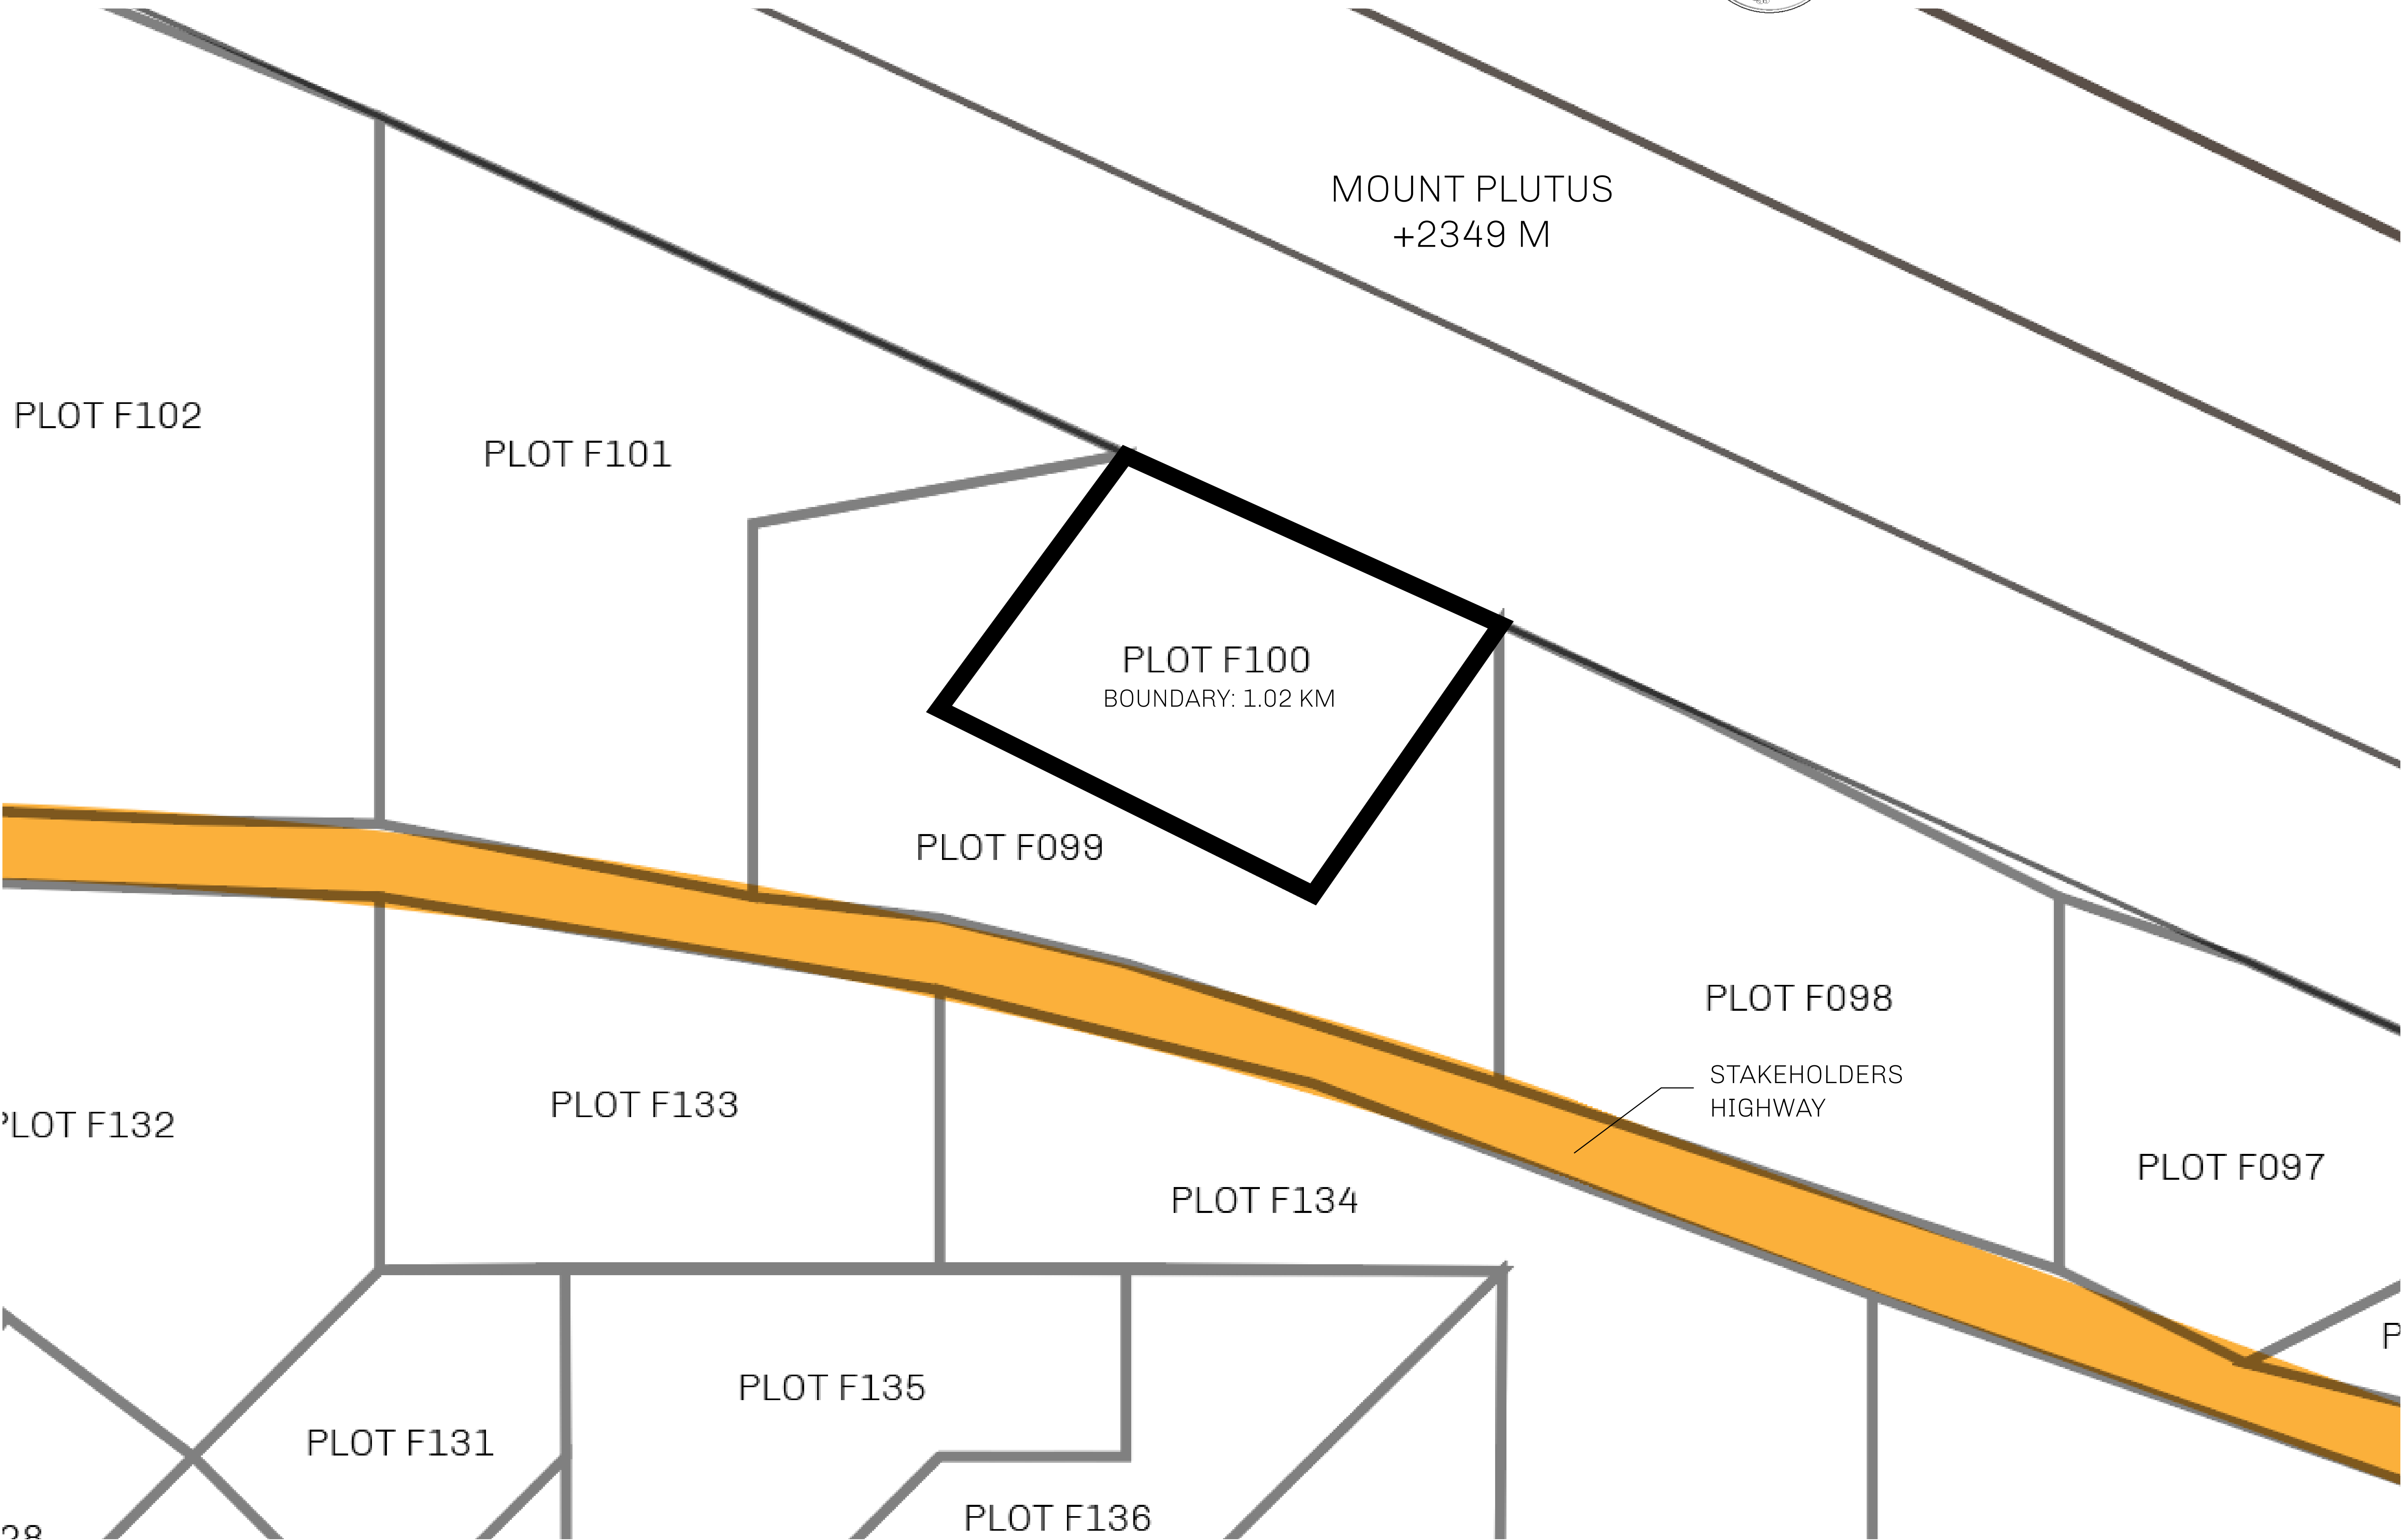 MOUNT PLUTUS
+2349 M
PLOT F102
PLOT F101
PLOT F100
BOUNDARY: 1.02 KM
PLOT F099
PLOT F098
STAKEHOLDERS
HIGHWAY
PLOT F133
PLOT F132
PLOT F097
PLOT F134
P
PLOT F135
PLOT F131
PLOT F136
28